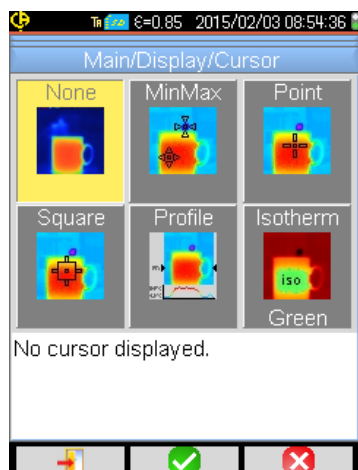 ε=0.85 2015/02/03 08:54:36
Main/Display/Cursor
None MinMax Point
Square Profile Isotherm
iso
Green
No cursor displayed.